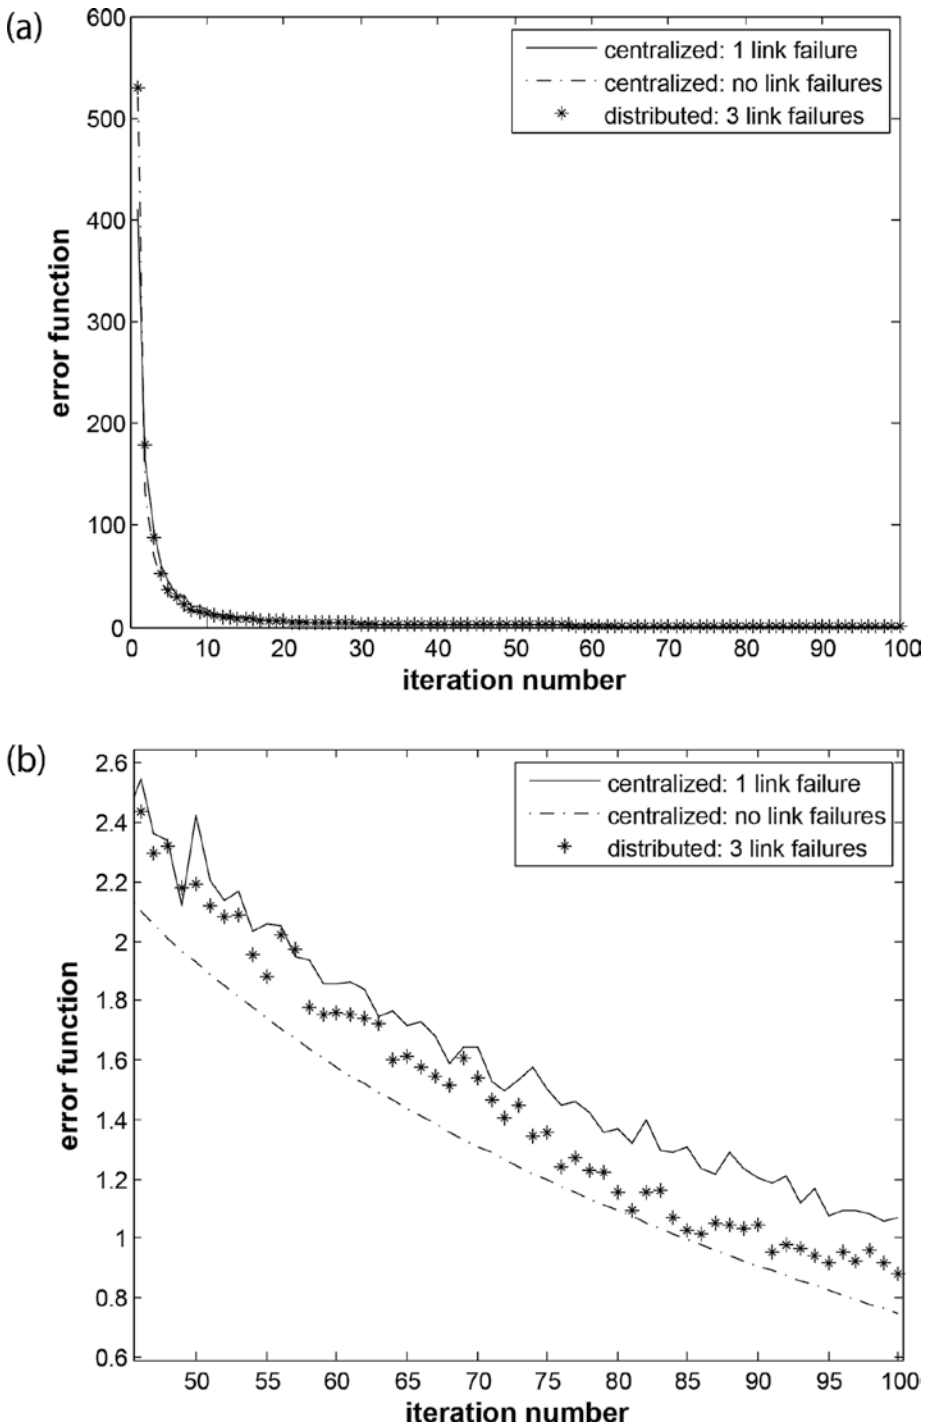 (a)
600
500
400
300
200
100
0
error function
centralized: 1 link failure
centralized: no link failures
distributed: 3 link failures
0 10 20 30 40 50 60 70 80 90 100
iteration number
(b)
2.6
2.4
2.2
2
1.8
1.6
1.4
1.2
1
0.8
0.6
error function
centralized: 1 link failure
centralized: no link failures
distributed: 3 link failures
50 55 60 65 70 75 80 85 90 95 100
iteration number